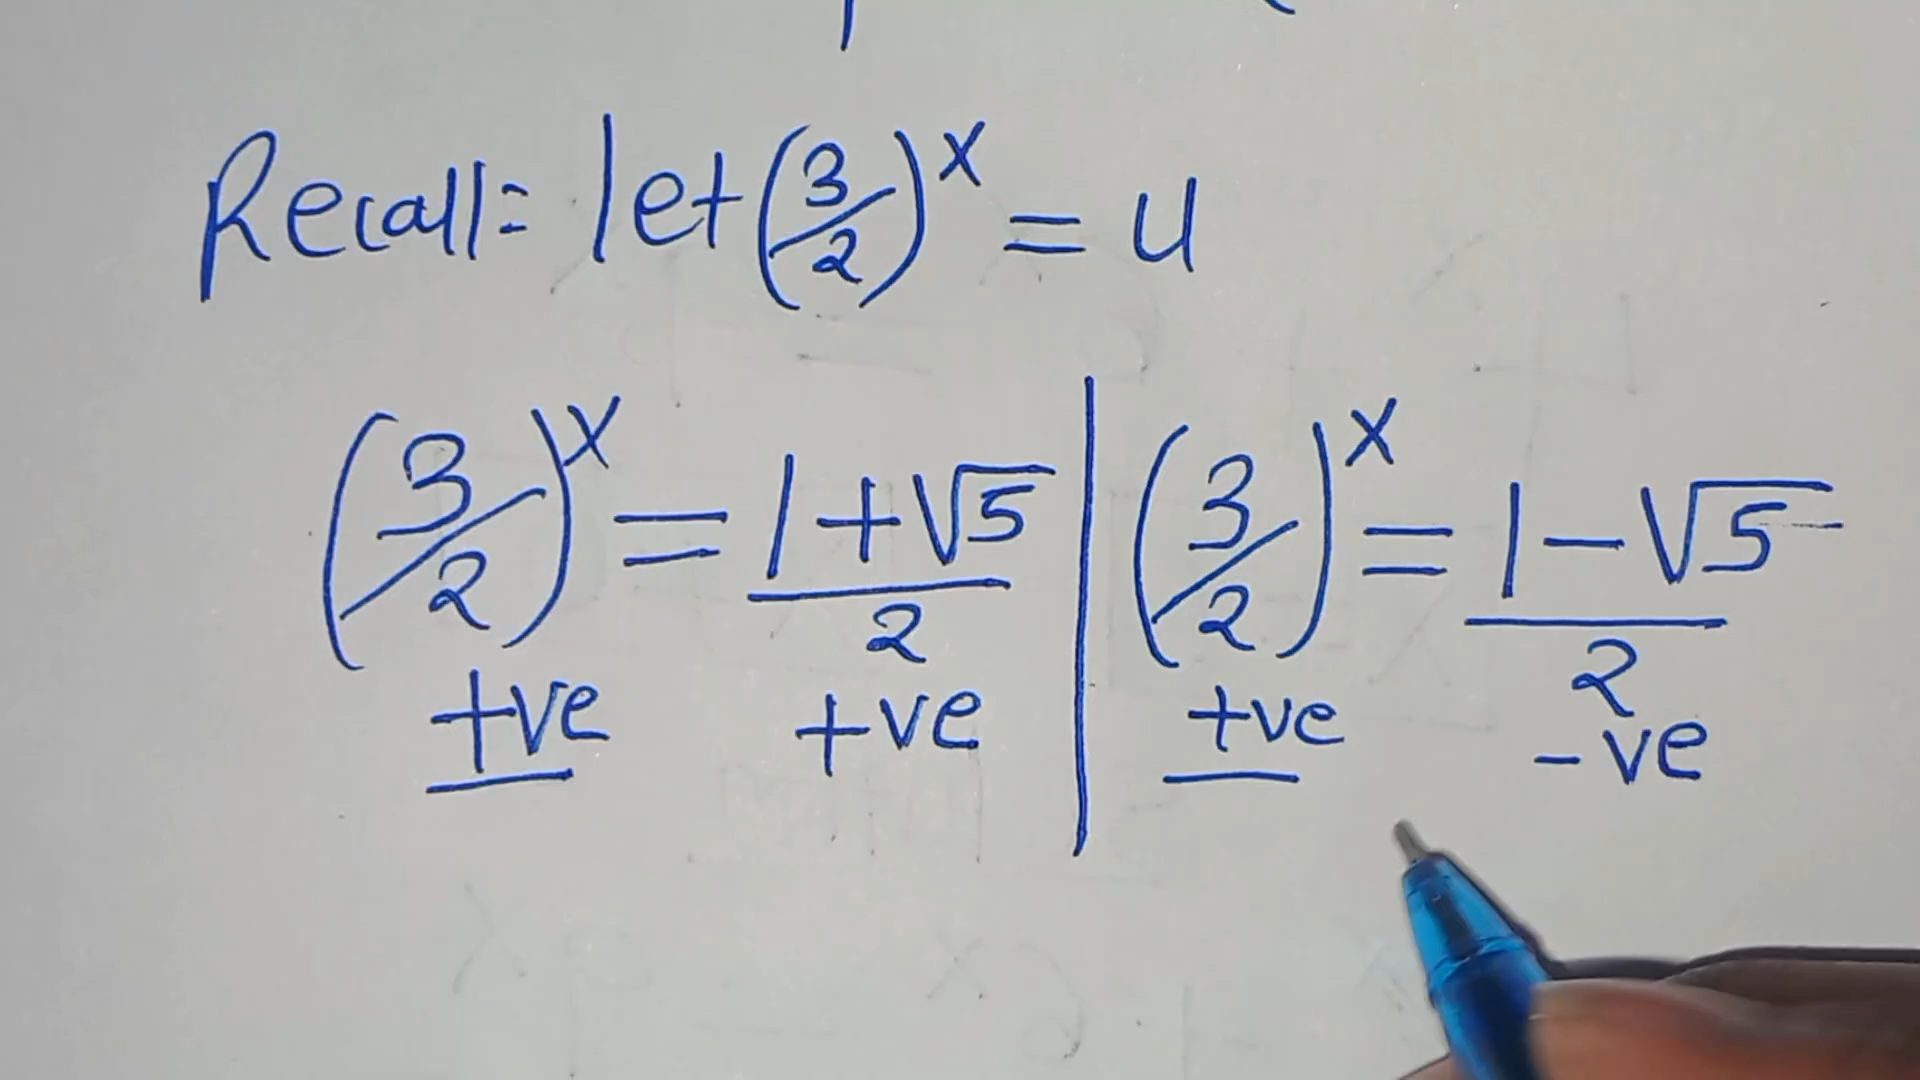 Recall: let (3/2)^x = u
(3/2)^x = (1+√5)/2 | (3/2)^x = (1-√5)/2
+ve +ve +ve -ve